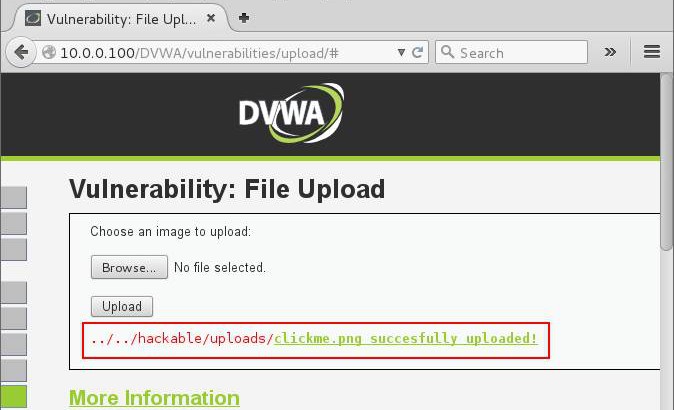 Vulnerability: File Upl...
10.0.0.100/DVWA/vulnerabilities/upload/#
Search
DVWA
Vulnerability: File Upload
Choose an image to upload:
Browse... No file selected.
Upload
../../hackable/uploads/clickme.png succesfully uploaded!
More Information